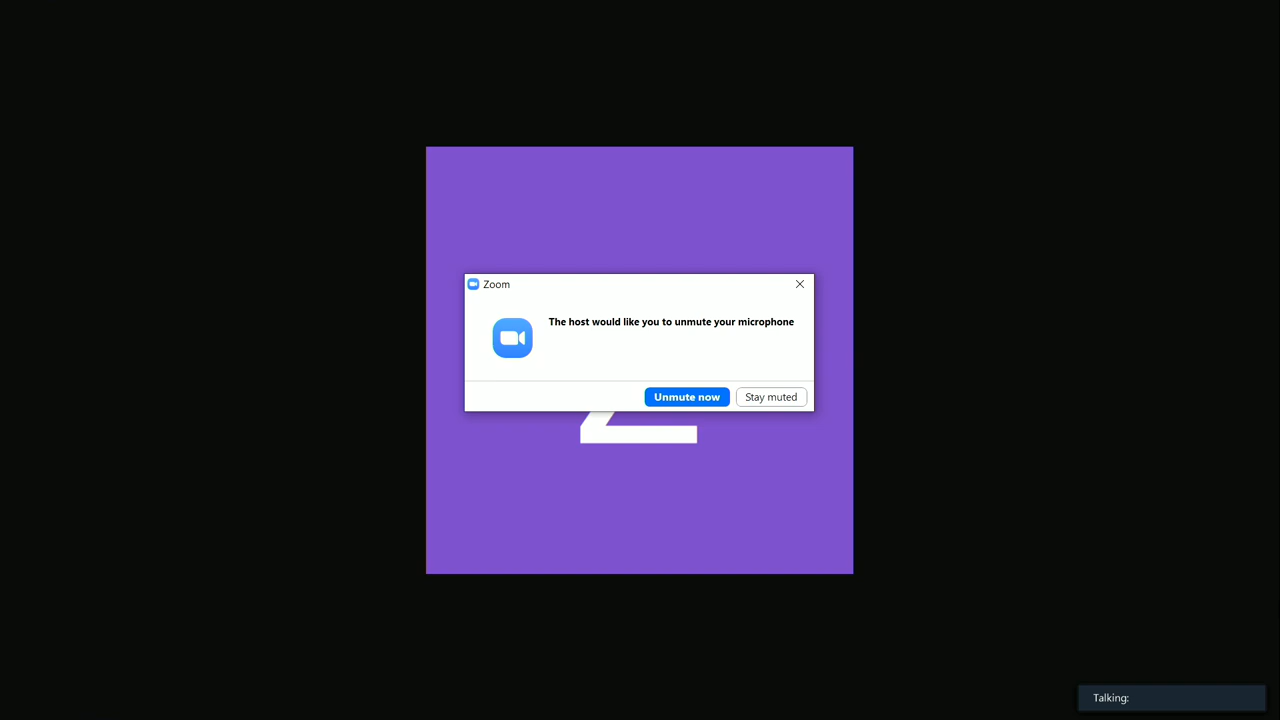 Zoom
The host would like you to unmute your microphone
Unmute now
Stay muted
Talking: